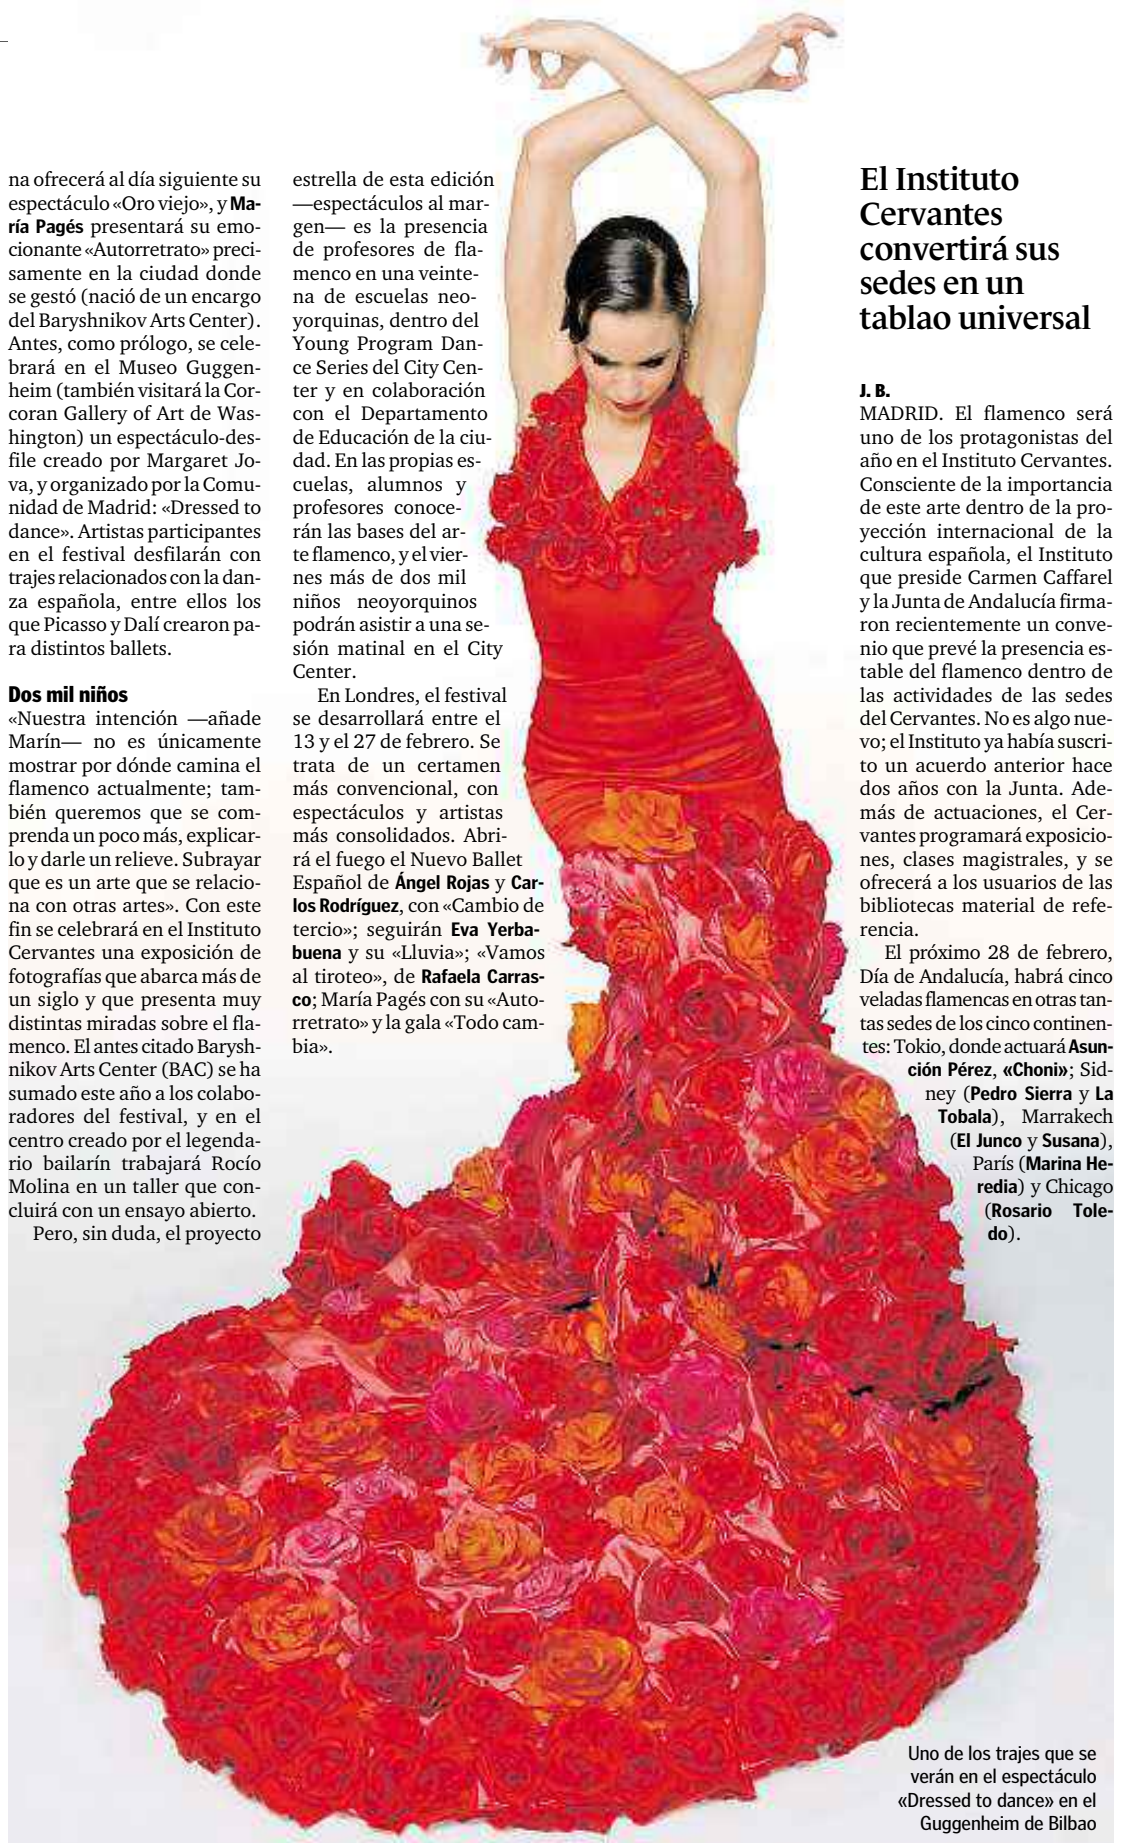 na ofrecerá al día siguiente su
espectáculo «Oro viejo», y Ma-
ría Pagés presentará su emo-
cionante «Autorretrato» preci-
samente en la ciudad donde
se gestó (nació de un encargo
del Baryshnikov Arts Center).
Antes, como prólogo, se cele-
brará en el Museo Guggen-
heim (también visitará la Cor-
coran Gallery of Art de Was-
hington) un espectáculo-des-
file creado por Margaret Jo-
va, y organizado por la Comu-
nidad de Madrid: «Dressed to
dance». Artistas participantes
en el festival desfilarán con
trajes relacionados con la dan-
za española, entre ellos los
que Picasso y Dalí crearon pa-
ra distintos ballets.
Dos mil niños
«Nuestra intención —añade
Marín— no es únicamente
mostrar por dónde camina el
flamenco actualmente; tam-
bién queremos que se com-
prenda un poco más, explicar-
lo y darle un relieve. Subrayar
que es un arte que se relacio-
na con otras artes». Con este
fin se celebrará en el Instituto
Cervantes una exposición de
fotografías que abarca más de
un siglo y que presenta muy
distintas miradas sobre el fla-
menco. El antes citado Barysh-
nikov Arts Center (BAC) se ha
sumado este año a los colabo-
radores del festival, y en el
centro creado por el legenda-
rio bailarín trabajará Rocío
Molina en un taller que con-
cluirá con un ensayo abierto.
Pero, sin duda, el proyecto
estrella de esta edición
—espectáculos al mar-
gen— es la presencia
de profesores de fla-
menco en una veinte-
na de escuelas neo-
yorquinas, dentro del
Young Program Dan-
ce Series del City Cen-
ter y en colaboración
con el Departamento
de Educación de la ciu-
dad. En las propias es-
cuelas, alumnos y
profesores conoce-
rán las bases del ar-
te flamenco, y el vier-
nes más de dos mil
niños neoyorquinos
podrán asistir a una se-
sión matinal en el City
Center.
En Londres, el festival
se desarrollará entre el
13 y el 27 de febrero. Se
trata de un certamen
más convencional, con
espectáculos y artistas
más consolidados. Abri-
rá el fuego el Nuevo Ballet
Español de Ángel Rojas y Car-
los Rodríguez, con «Cambio de
tercio»; seguirán Eva Yerba-
buena y su «Lluvia»; «Vamos
al tiroteo», de Rafaela Carras-
co; María Pagés con su «Auto-
rretrato» y la gala «Todo cam-
bia».
El Instituto
Cervantes
convertirá sus
sedes en un
tablao universal
J. B.
MADRID. El flamenco será
uno de los protagonistas del
año en el Instituto Cervantes.
Consciente de la importancia
de este arte dentro de la pro-
yección internacional de la
cultura española, el Instituto
que preside Carmen Caffarel
y la Junta de Andalucía firma-
ron recientemente un conve-
nio que prevé la presencia es-
table del flamenco dentro de
las actividades de las sedes
del Cervantes. No es algo nue-
vo; el Instituto ya había suscri-
to un acuerdo anterior hace
dos años con la Junta. Ade-
más de actuaciones, el Cer-
vantes programará exposicio-
nes, clases magistrales, y se
ofrecerá a los usuarios de las
bibliotecas material de refe-
rencia.
El próximo 28 de febrero,
Día de Andalucía, habrá cinco
veladas flamencas en otras tan-
tas sedes de los cinco continen-
tes: Tokio, donde actuará Asun-
ción Pérez, «Choni»; Sid-
ney (Pedro Sierra y La
Tobala), Marrakech
(El Junco y Susana),
París (Marina He-
redia) y Chicago
(Rosario Tole-
do).
Uno de los trajes que se
verán en el espectáculo
«Dressed to dance» en el
Guggenheim de Bilbao